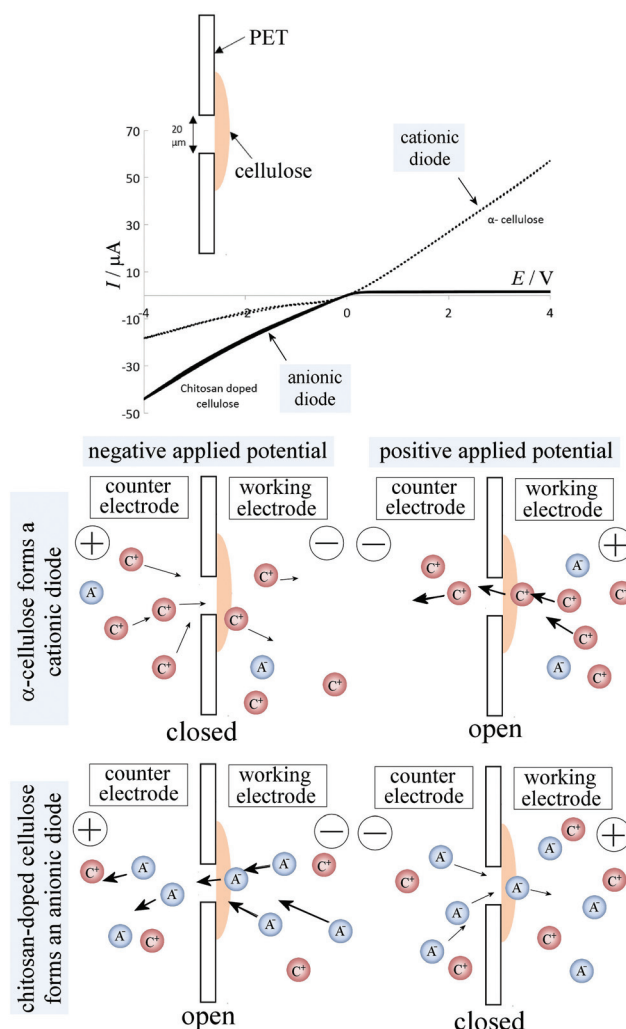 PET
20
μm
cellulose
70
50
30
10
-10
-30
-50
I / μA
-4
-2
0
2
4
E / V
cationic
diode
α- cellulose
anionic
diode
Chitosan doped
cellulose
negative applied potential
positive applied potential
α-cellulose forms a
cationic diode
counter
electrode
working
electrode
+
−
C⁺
A⁻
C⁺
C⁺
C⁺
C⁺
C⁺
A⁻
C⁺
C⁺
closed
counter
electrode
working
electrode
−
+
C⁺
C⁺
C⁺
A⁻
C⁺
C⁺
C⁺
A⁻
C⁺
open
chitosan-doped cellulose
forms an anionic diode
counter
electrode
working
electrode
+
−
C⁺
A⁻
A⁻
A⁻
C⁺
A⁻
A⁻
C⁺
A⁻
A⁻
C⁺
open
counter
electrode
working
electrode
−
+
A⁻
C⁺
A⁻
A⁻
C⁺
A⁻
C⁺
A⁻
C⁺
A⁻
C⁺
A⁻
closed